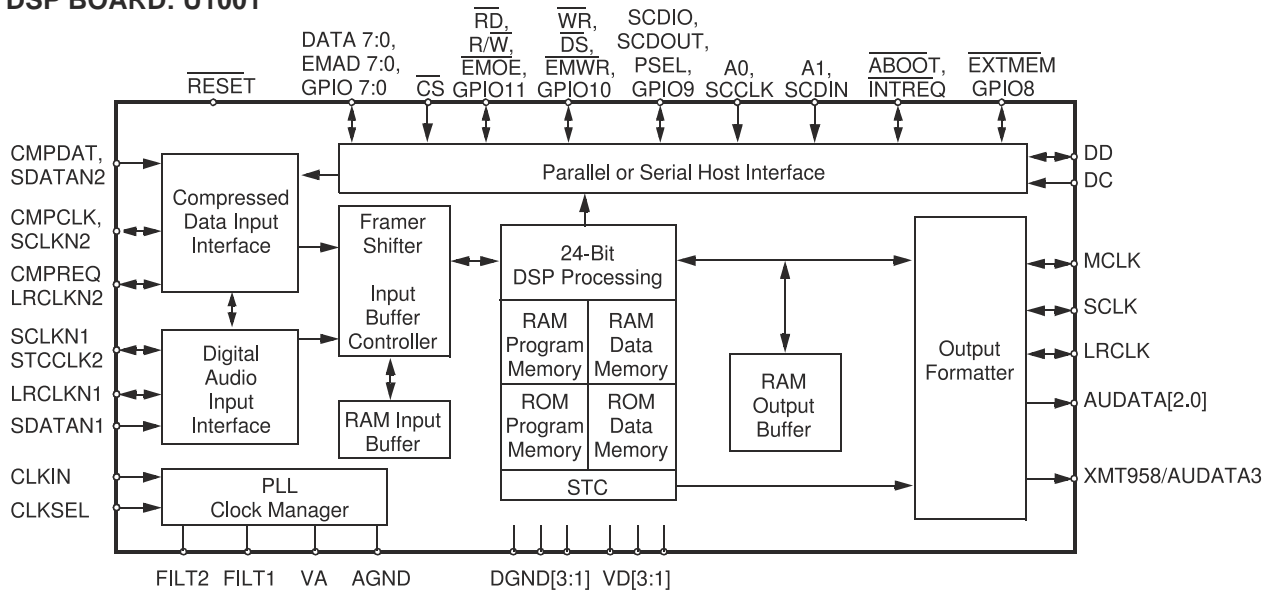 DSP BOARD: U1001
RESET
DATA 7:0,
EMAD 7:0,
GPIO 7:0
CS
RD,
R/W,
EMOE,
GPIO11
WR,
DS,
EMWR,
GPIO10
SCDIO,
SCDOUT,
PSEL,
GPIO9
A0,
SCCLK
A1,
SCDIN
ABOOT,
INTREQ
EXTMEM
GPIO8
CMPDAT,
SDATAN2
CMPCLK,
SCLKN2
CMPREQ
LRCLKN2
SCLKN1
STCCLK2
LRCLKN1
SDATAN1
CLKIN
CLKSEL
Compressed
Data Input
Interface
Digital
Audio
Input
Interface
PLL
Clock Manager
Parallel or Serial Host Interface
Framer
Shifter
Input
Buffer
Controller
RAM Input
Buffer
24-Bit
DSP Processing
RAM
Program
Memory
RAM
Data
Memory
ROM
Program
Memory
ROM
Data
Memory
STC
RAM
Output
Buffer
Output
Formatter
DD
DC
MCLK
SCLK
LRCLK
AUDATA[2.0]
XMT958/AUDATA3
FILT2
FILT1
VA
AGND
DGND[3:1]
VD[3:1]